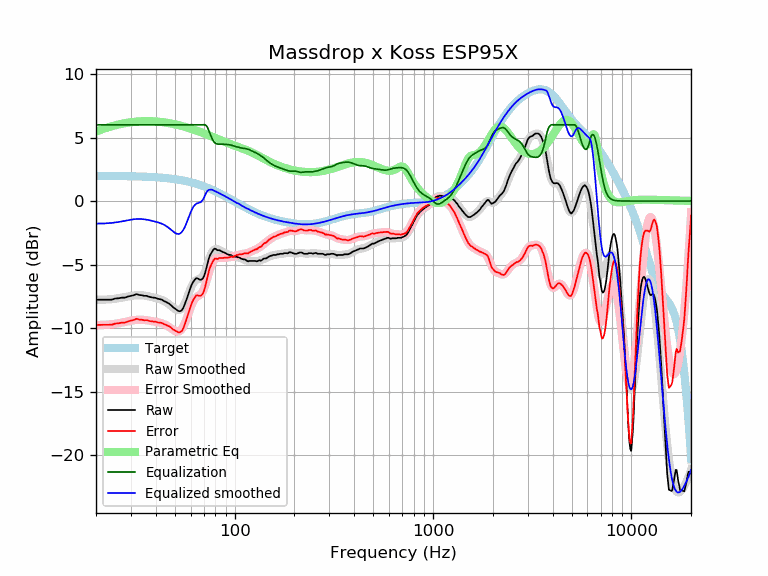 Massdrop x Koss ESP95X
Amplitude (dBr)
10
5
0
−5
−10
−15
−20
Target
Raw Smoothed
Error Smoothed
Raw
Error
Parametric Eq
Equalization
Equalized smoothed
100 1000 10000
Frequency (Hz)